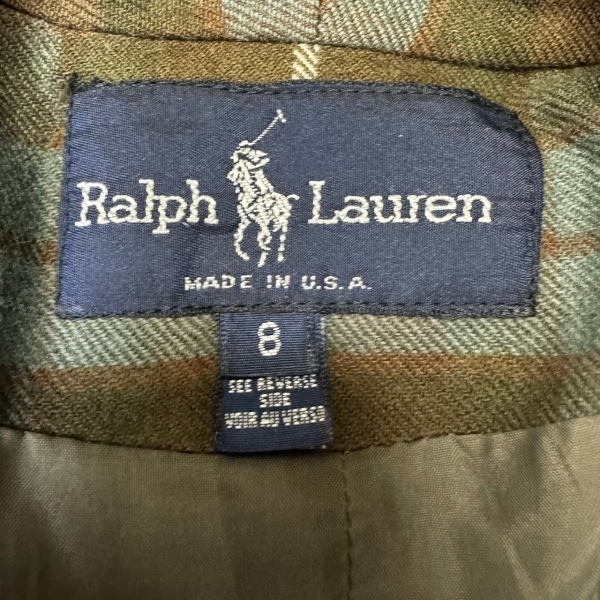 Ralph Lauren
MADE IN U.S.A.
8
SEE REVERSE
SIDE
VOIR AU VERSO